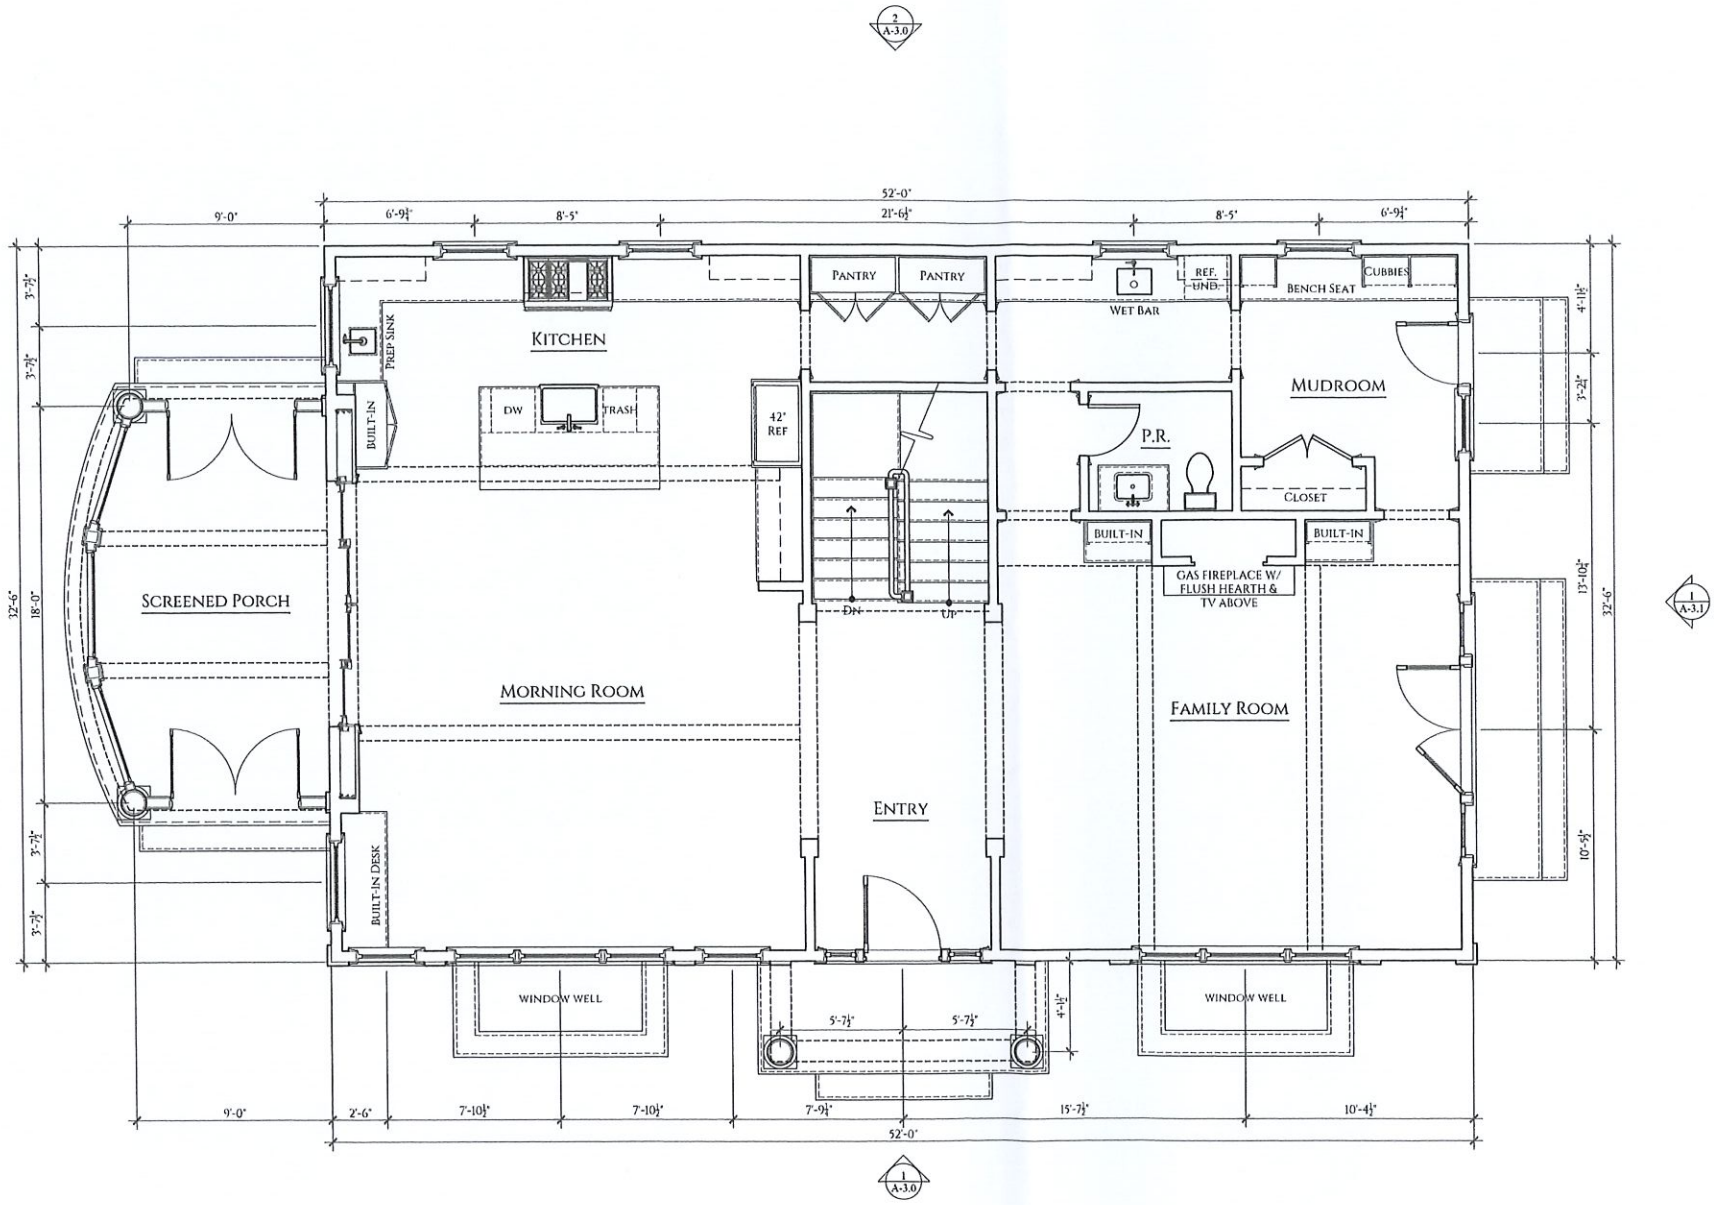 2
A-3.0
52'-0"
9'-0"
6'-9¾"
8'-5"
21'-6½"
8'-5"
6'-9¾"
3'-7½"
3'-7½"
18'-0"
32'-6"
3'-7½"
3'-7½"
PANTRY
PANTRY
REF.
UND.
CUBBIES
BENCH SEAT
WET BAR
PREP SINK
KITCHEN
MUDROOM
BUILT-IN
DW
TRASH
42"
REF
P.R.
CLOSET
BUILT-IN
BUILT-IN
GAS FIREPLACE W/
FLUSH HEARTH &
TV ABOVE
SCREENED PORCH
DN
UP
MORNING ROOM
FAMILY ROOM
ENTRY
BUILT-IN DESK
4'-11½"
3'-2¼"
13'-10¾"
32'-6"
10'-5½"
1
A-3.1
WINDOW WELL
WINDOW WELL
5'-7½"
5'-7½"
4'-1½"
9'-0"
2'-6"
7'-10½"
7'-10½"
7'-9¼"
15'-7½"
10'-4½"
52'-0"
1
A-3.0